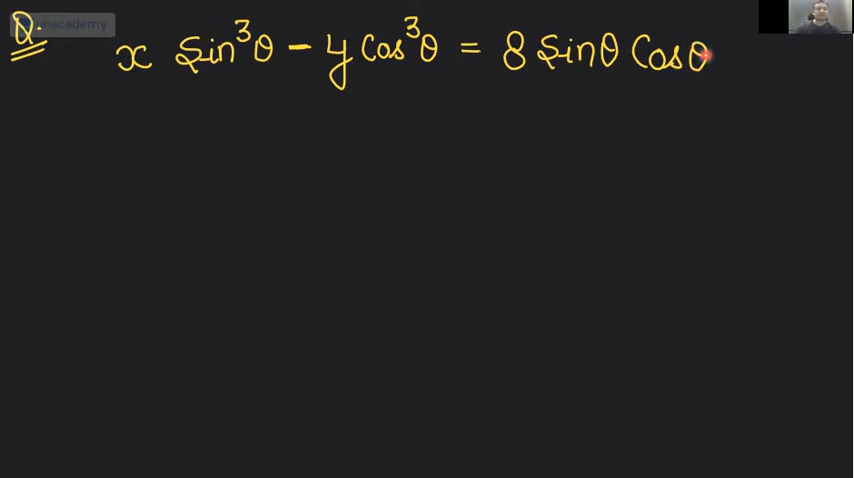 Q. unacademy
x sin³θ - y cos³θ = 8 sinθ cosθ